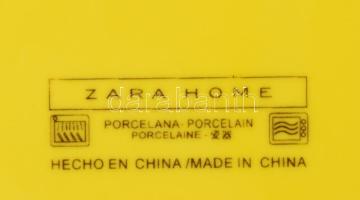 ZARA HOME
PORCELANA · PORCELAIN
PORCELAINE · 瓷器
HECHO EN CHINA / MADE IN CHINA
darabanth